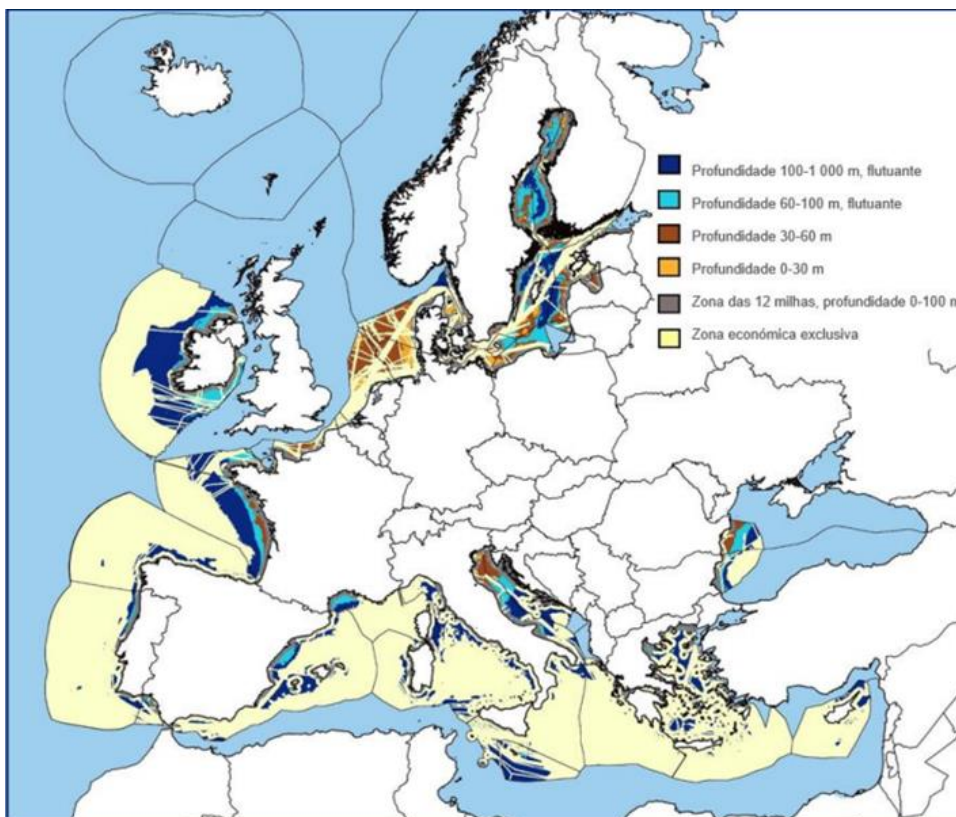 Profundidade 100-1 000 m, flutuante
Profundidade 60-100 m, flutuante
Profundidade 30-60 m
Profundidade 0-30 m
Zona das 12 milhas, profundidade 0-100 m
Zona económica exclusiva